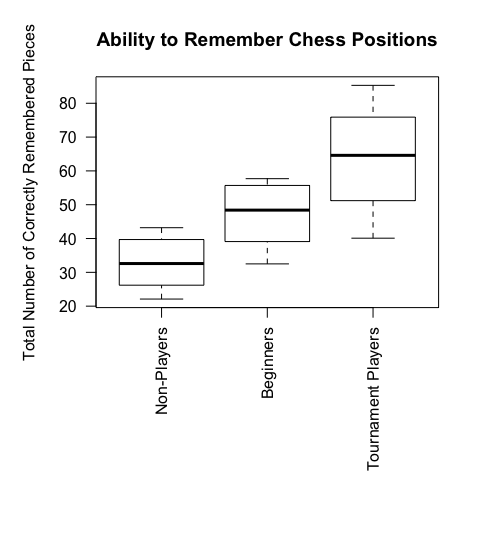 Ability to Remember Chess Positions
Total Number of Correctly Remembered Pieces
80
70
60
50
40
30
20
Non-Players
Beginners
Tournament Players